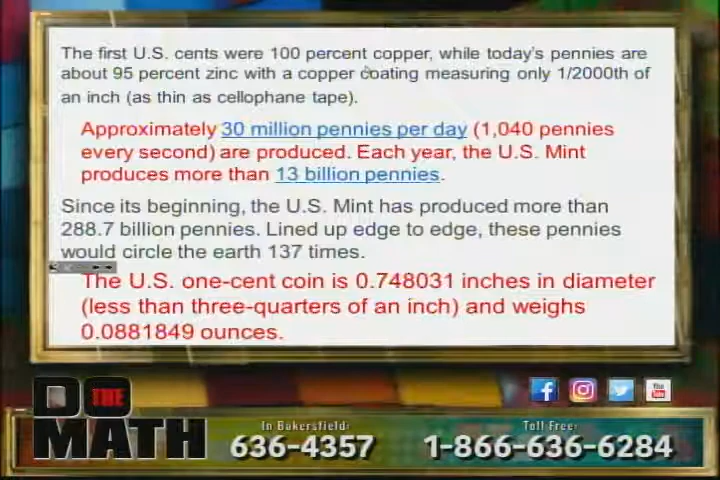 The first U.S. cents were 100 percent copper, while today's pennies are
about 95 percent zinc with a copper coating measuring only 1/2000th of
an inch (as thin as cellophane tape).
Approximately 30 million pennies per day (1,040 pennies
every second) are produced. Each year, the U.S. Mint
produces more than 13 billion pennies.
Since its beginning, the U.S. Mint has produced more than
288.7 billion pennies. Lined up edge to edge, these pennies
would circle the earth 137 times.
The U.S. one-cent coin is 0.748031 inches in diameter
(less than three-quarters of an inch) and weighs
0.0881849 ounces.
DO THE MATH
In Bakersfield:
636-4357
Toll Free:
1-866-636-6284
You Tube